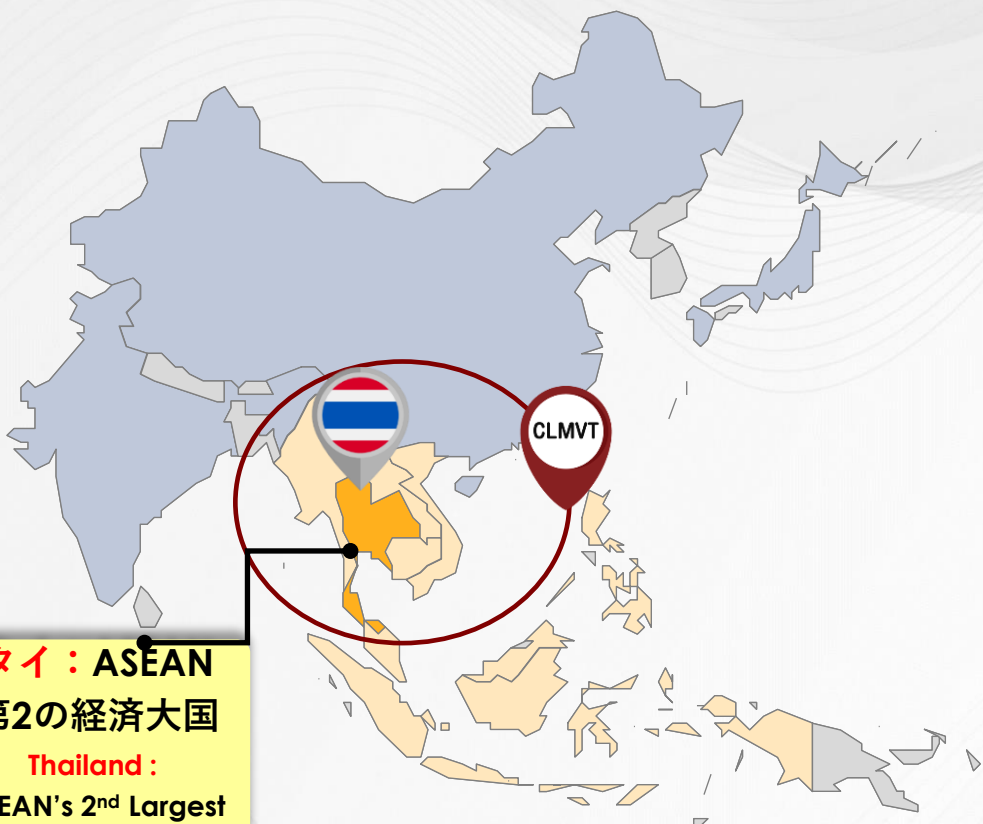 CLMVT
タイ：ASEAN
第2の経済大国
Thailand :
EAN's 2nd Largest